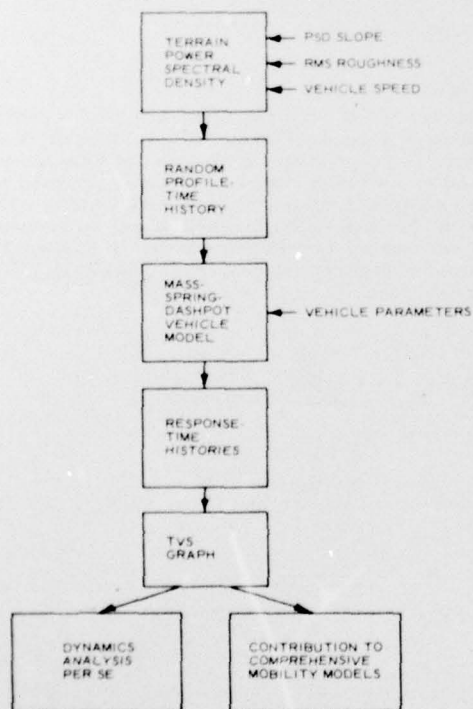 TERRAIN
POWER
SPECTRAL
DENSITY
PSD SLOPE
RMS ROUGHNESS
VEHICLE SPEED
RANDOM
PROFILE-
TIME
HISTORY
MASS-
SPRING-
DASHPOT
VEHICLE
MODEL
VEHICLE PARAMETERS
RESPONSE-
TIME
HISTORIES
TVS
GRAPH
DYNAMICS
ANALYSIS
PER SE
CONTRIBUTION TO
COMPREHENSIVE
MOBILITY MODELS